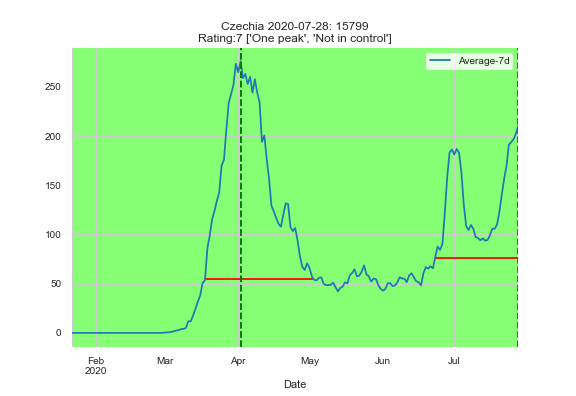 Czechia 2020-07-28: 15799
Rating:7 ['One peak', 'Not in control']
Average-7d
250
200
150
100
50
0
Feb Mar Apr May Jun Jul
2020
Date